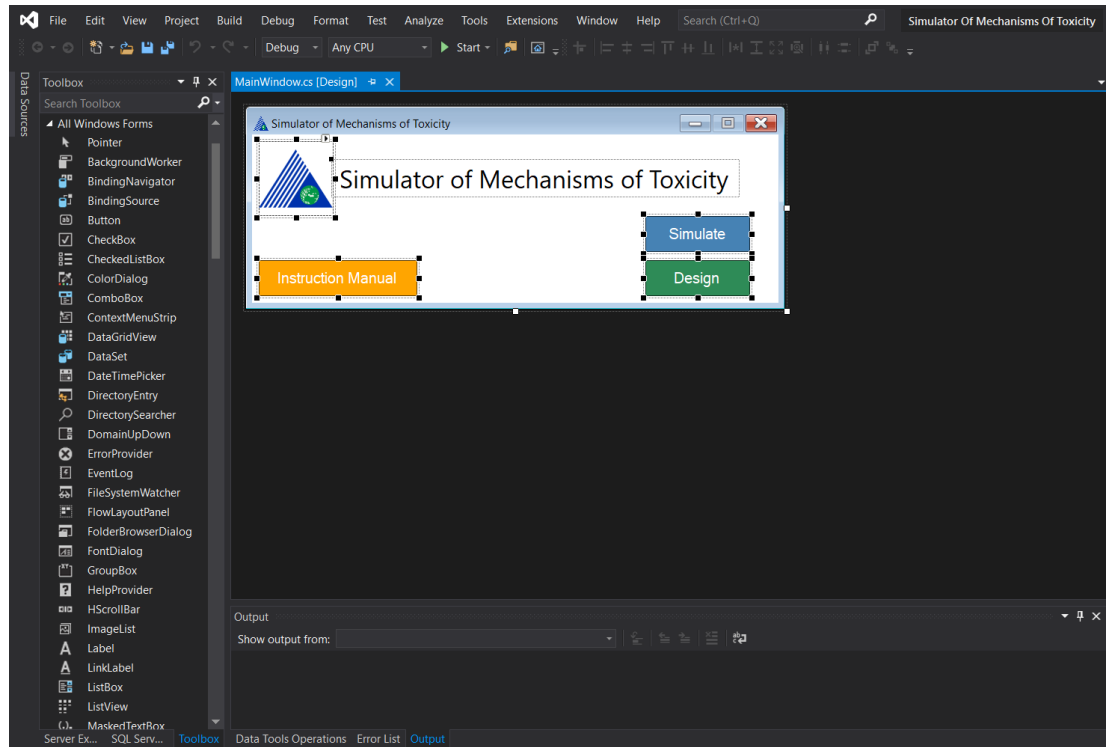 File Edit View Project Build Debug Format Test Analyze Tools Extensions Window Help Search (Ctrl+Q) Simulator Of Mechanisms Of Toxicity
Debug Any CPU Start
Data Sources
Toolbox
Search Toolbox
All Windows Forms
Pointer
BackgroundWorker
BindingNavigator
BindingSource
Button
CheckBox
CheckedListBox
ColorDialog
ComboBox
ContextMenuStrip
DataGridView
DataSet
DateTimePicker
DirectoryEntry
DirectorySearcher
DomainUpDown
ErrorProvider
EventLog
FileSystemWatcher
FlowLayoutPanel
FolderBrowserDialog
FontDialog
GroupBox
HelpProvider
HScrollBar
ImageList
Label
LinkLabel
ListBox
ListView
MaskedTextBox
Server Ex... SQL Serv... Toolbox
MainWindow.cs [Design]
Simulator of Mechanisms of Toxicity
Simulator of Mechanisms of Toxicity
Simulate
Instruction Manual Design
Output
Show output from:
Data Tools Operations Error List Output